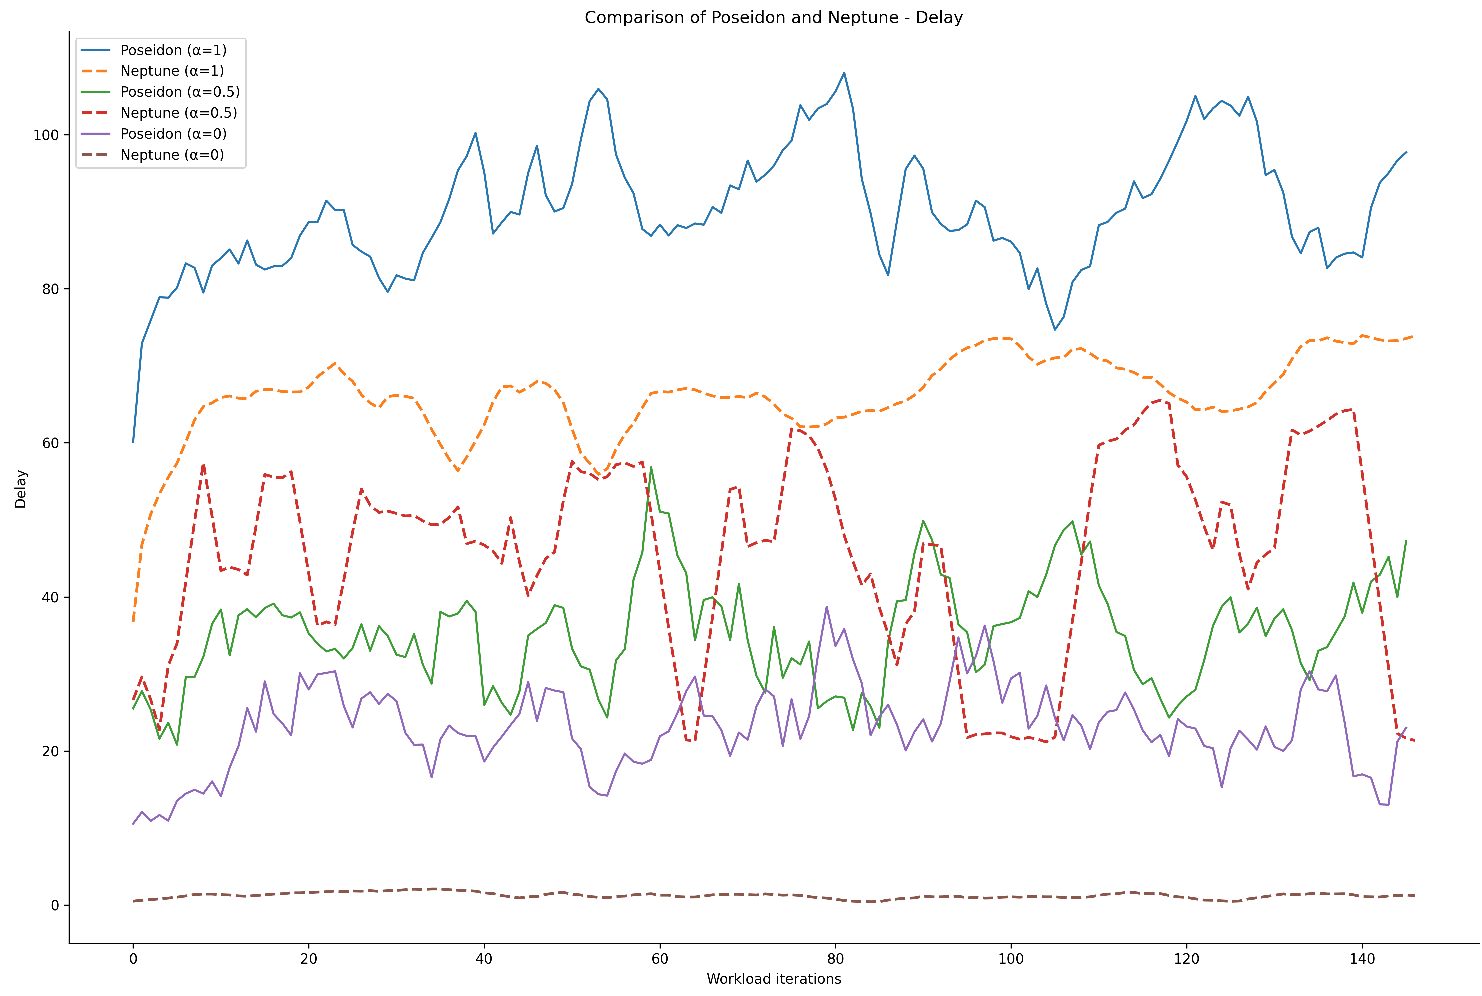 Comparison of Poseidon and Neptune - Delay
Poseidon (α=1)
Neptune (α=1)
Poseidon (α=0.5)
Neptune (α=0.5)
Poseidon (α=0)
Neptune (α=0)
100
80
60
40
20
0
Delay
0 20 40 60 80 100 120 140
Workload iterations